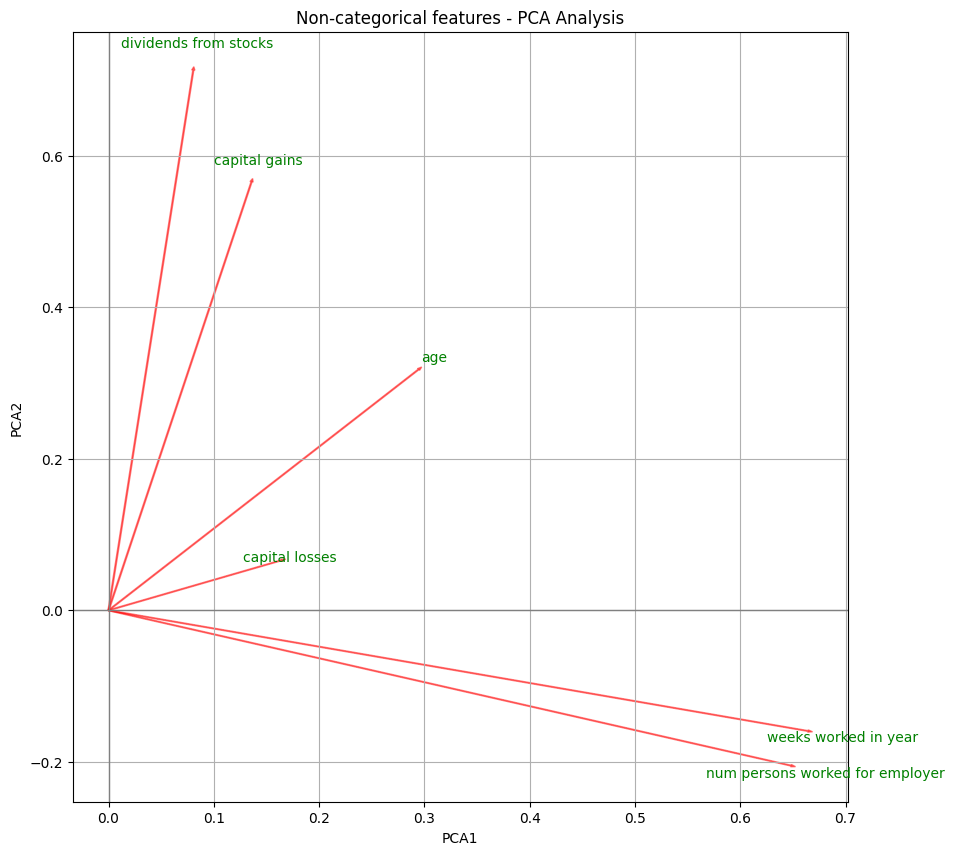 Non-categorical features - PCA Analysis
dividends from stocks
capital gains
age
capital losses
weeks worked in year
num persons worked for employer
PCA2
0.6
0.4
0.2
0.0
−0.2
0.0 0.1 0.2 0.3 0.4 0.5 0.6 0.7
PCA1